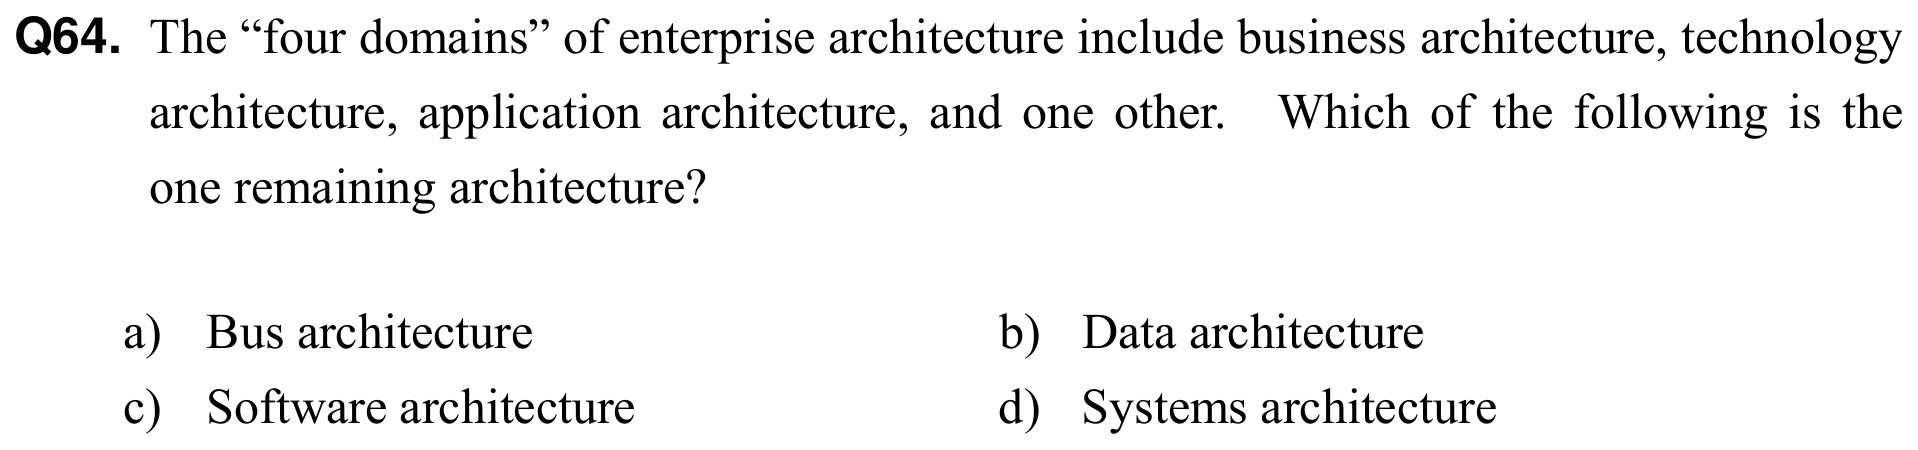 Q64. The “four domains” of enterprise architecture include business architecture, technology
architecture, application architecture, and one other. Which of the following is the
one remaining architecture?
a) Bus architecture b) Data architecture
c) Software architecture d) Systems architecture